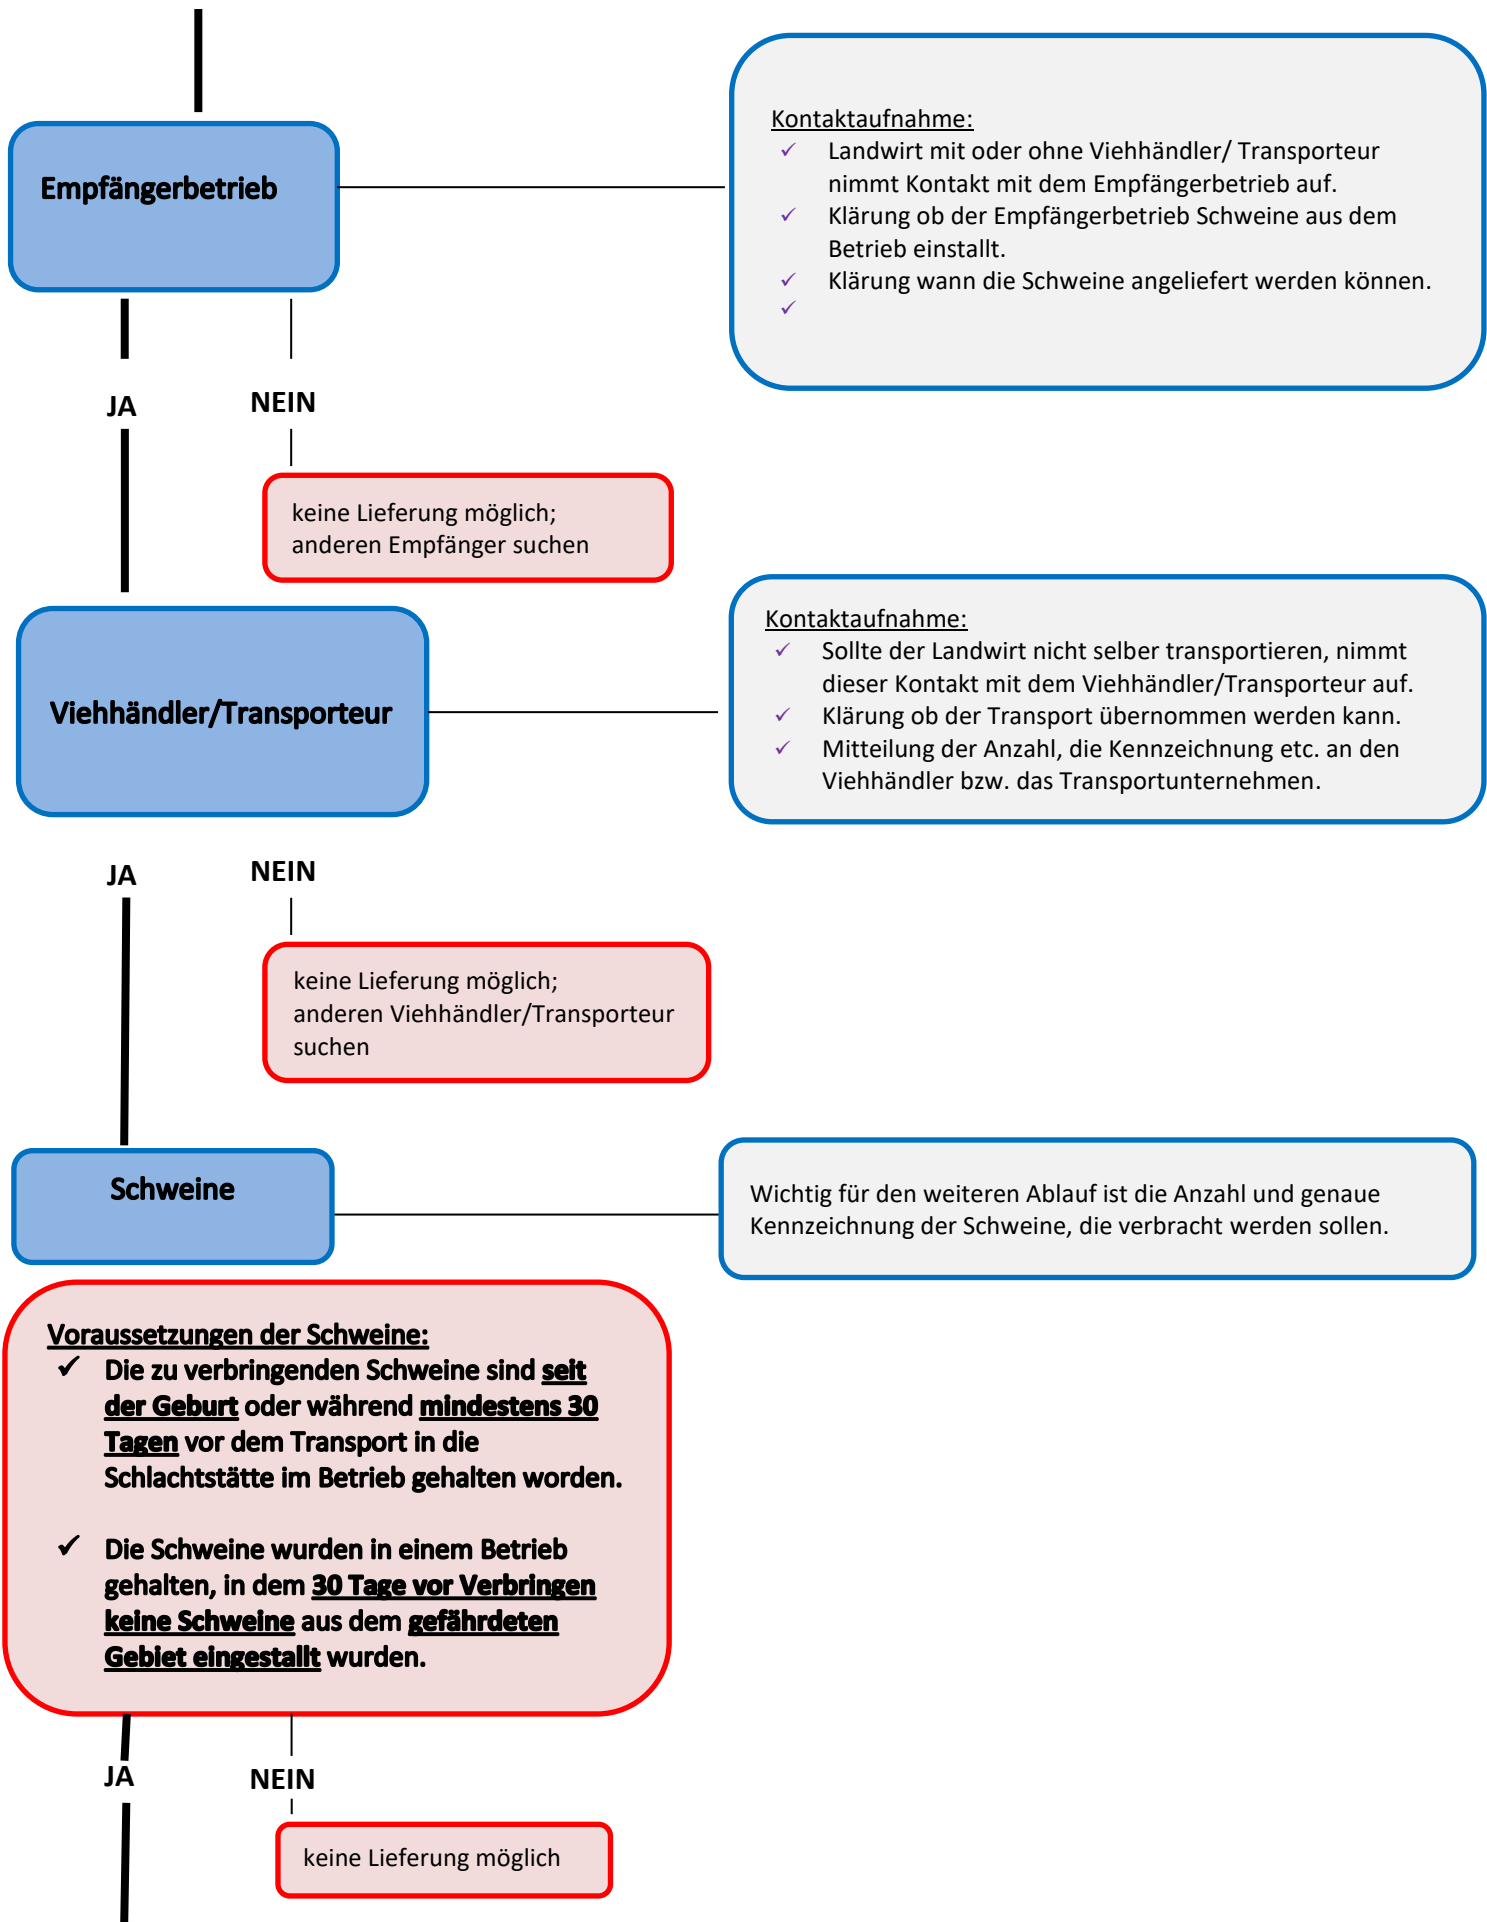 Empfängerbetrieb
Kontaktaufnahme:
✓ Landwirt mit oder ohne Viehhändler/ Transporteur
nimmt Kontakt mit dem Empfängerbetrieb auf.
✓ Klärung ob der Empfängerbetrieb Schweine aus dem
Betrieb einstallt.
✓ Klärung wann die Schweine angeliefert werden können.
✓
JA
NEIN
keine Lieferung möglich;
anderen Empfänger suchen
Viehhändler/Transporteur
Kontaktaufnahme:
✓ Sollte der Landwirt nicht selber transportieren, nimmt
dieser Kontakt mit dem Viehhändler/Transporteur auf.
✓ Klärung ob der Transport übernommen werden kann.
✓ Mitteilung der Anzahl, die Kennzeichnung etc. an den
Viehhändler bzw. das Transportunternehmen.
JA
NEIN
keine Lieferung möglich;
anderen Viehhändler/Transporteur
suchen
Schweine
Wichtig für den weiteren Ablauf ist die Anzahl und genaue
Kennzeichnung der Schweine, die verbracht werden sollen.
Voraussetzungen der Schweine:
✓ Die zu verbringenden Schweine sind seit
der Geburt oder während mindestens 30
Tagen vor dem Transport in die
Schlachtstätte im Betrieb gehalten worden.
✓ Die Schweine wurden in einem Betrieb
gehalten, in dem 30 Tage vor Verbringen
keine Schweine aus dem gefährdeten
Gebiet eingestallt wurden.
JA
NEIN
keine Lieferung möglich